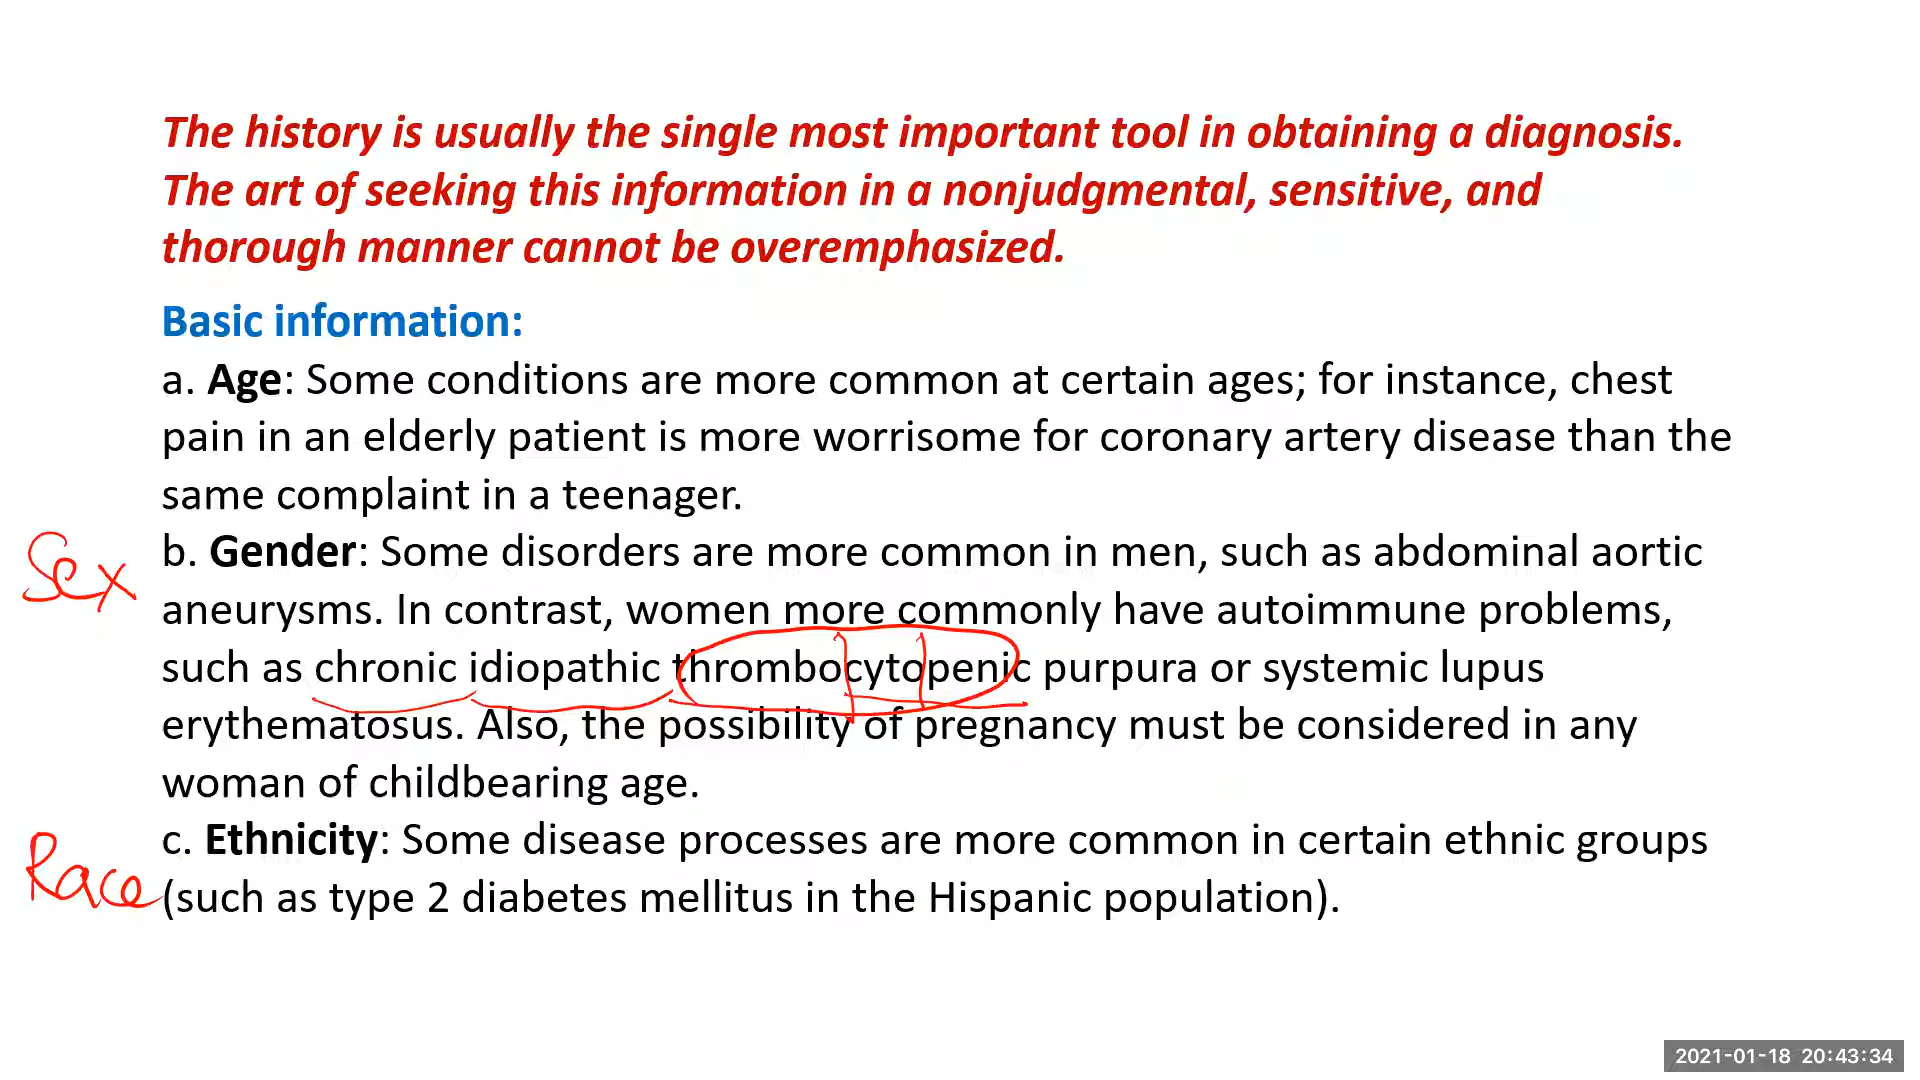 The history is usually the single most important tool in obtaining a diagnosis.
The art of seeking this information in a nonjudgmental, sensitive, and
thorough manner cannot be overemphasized.
Basic information:
a. Age: Some conditions are more common at certain ages; for instance, chest
pain in an elderly patient is more worrisome for coronary artery disease than the
same complaint in a teenager.
Sex
b. Gender: Some disorders are more common in men, such as abdominal aortic
aneurysms. In contrast, women more commonly have autoimmune problems,
such as chronic idiopathic thrombocytopenic purpura or systemic lupus
erythematosus. Also, the possibility of pregnancy must be considered in any
woman of childbearing age.
Race
c. Ethnicity: Some disease processes are more common in certain ethnic groups
(such as type 2 diabetes mellitus in the Hispanic population).
2021-01-18 20:43:34